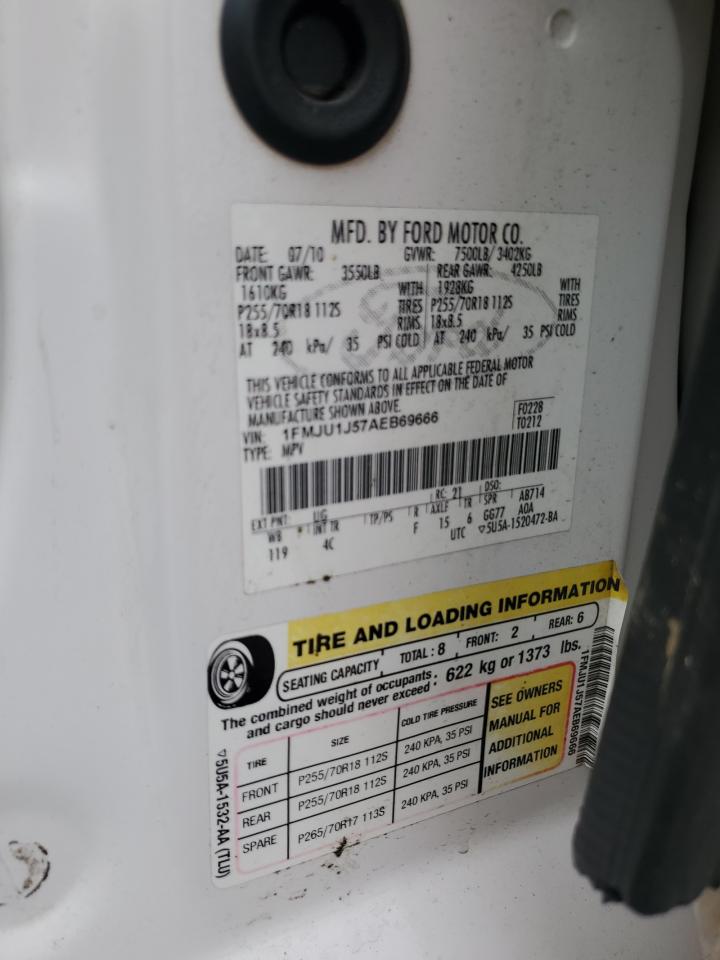 MFD. BY FORD MOTOR CO.
DATE: 07/10 GVWR: 7500LB/ 3402KG
FRONT GAWR: 3550LB REAR GAWR: 4250LB
1610KG WITH 1928KG WITH
P255/70R18 112S TIRES P255/70R18 112S TIRES
18x8.5 RIMS 18x8.5 RIMS
AT 240 kPa/ 35 PSI COLD AT 240 kPa/ 35 PSI COLD
THIS VEHICLE CONFORMS TO ALL APPLICABLE FEDERAL MOTOR
VEHICLE SAFETY STANDARDS IN EFFECT ON THE DATE OF
MANUFACTURE SHOWN ABOVE.
F0228
VIN: 1FMJU1J57AEB69666
T0212
TYPE: MPV
EXT PNT: UG RC: 21 DSO:
WB INT TR TP/PS R AXLE TR SPR AB714
119 4C F 15 6 GG77 A0A
UTC ▽5U5A-1520472-BA
TIRE AND LOADING INFORMATION
SEATING CAPACITY TOTAL: 8 FRONT: 2 REAR: 6
The combined weight of occupants
and cargo should never exceed : 622 kg or 1373 lbs.
TIRE SIZE COLD TIRE PRESSURE
FRONT P255/70R18 112S 240 KPA, 35 PSI
REAR P255/70R18 112S 240 KPA, 35 PSI
SPARE P265/70R17 113S 240 KPA, 35 PSI
SEE OWNERS
MANUAL FOR
ADDITIONAL
INFORMATION
1FMJU1J57AEB69666
▽5U5A-1532-AA (TLU)